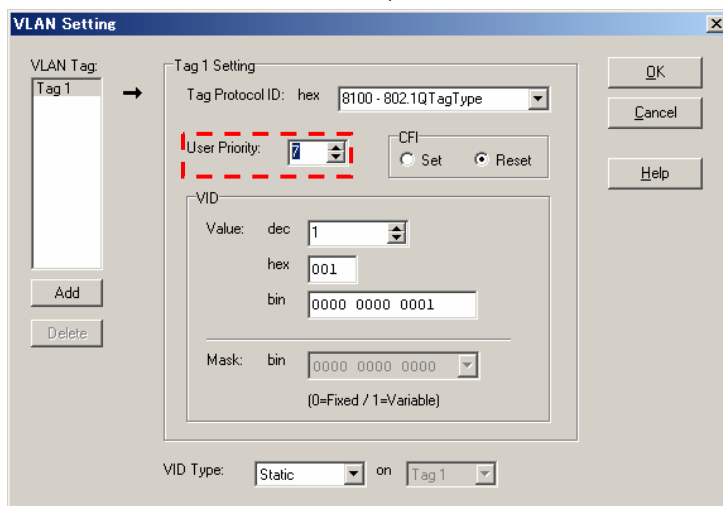 VLAN Setting
VLAN Tag:
Tag 1
Add
Delete
Tag 1 Setting
Tag Protocol ID: hex 8100 - 802.1QTagType
User Priority: 7
CFI
Set Reset
VID
Value: dec 1
hex 001
bin 0000 0000 0001
Mask: bin 0000 0000 0000
(0=Fixed / 1=Variable)
VID Type: Static on Tag 1
OK
Cancel
Help